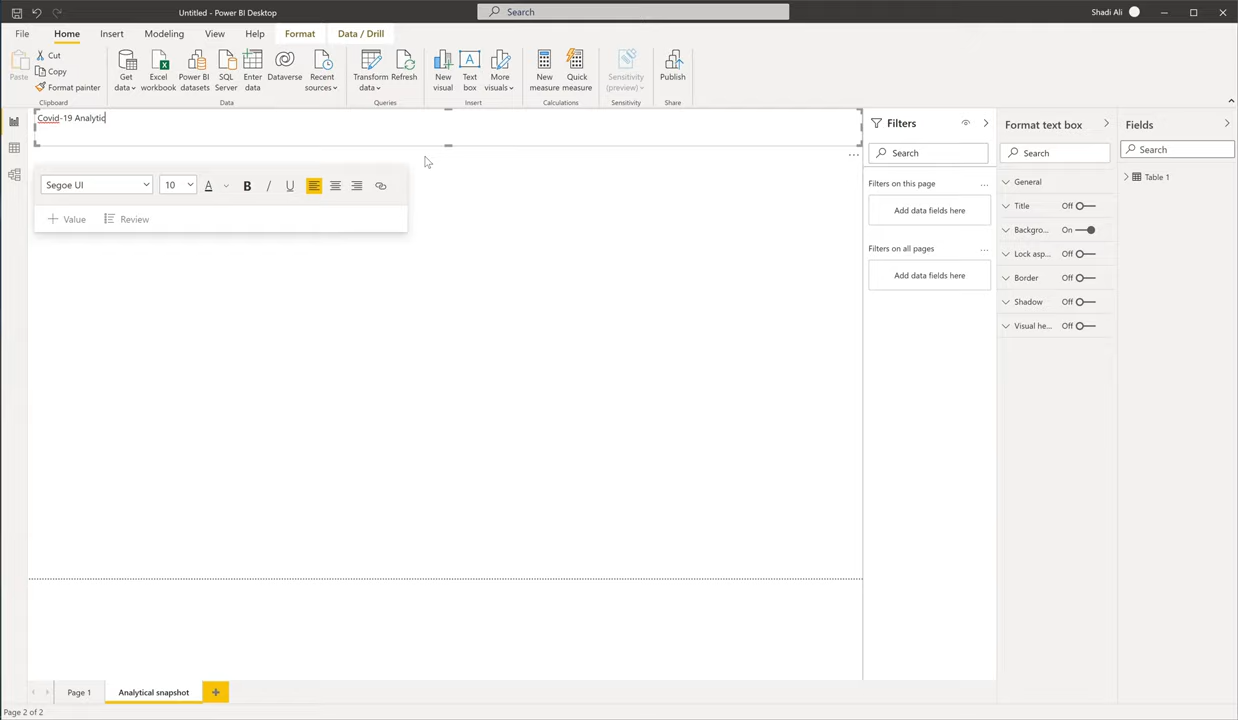 Untitled - Power BI Desktop
Search
Shadi Ali
File
Home
Insert
Modeling
View
Help
Format
Data / Drill
Paste
Cut
Copy
Format painter
Clipboard
Get data
Excel workbook
Power BI datasets
SQL Server
Enter data
Dataverse
Recent sources
Data
Transform data
Refresh
Queries
New visual
Text box
More visuals
Insert
New measure
Quick measure
Calculations
Sensitivity (preview)
Sensitivity
Publish
Share
Covid-19 Analytic
Segoe UI
10
A
B
I
U
Value
Review
Filters
Search
Filters on this page
Add data fields here
Filters on all pages
Add data fields here
Format text box
Search
General
Title Off
Backgro... On
Lock asp... Off
Border Off
Shadow Off
Visual he... Off
Fields
Search
Table 1
Page 1
Analytical snapshot
Page 2 of 2